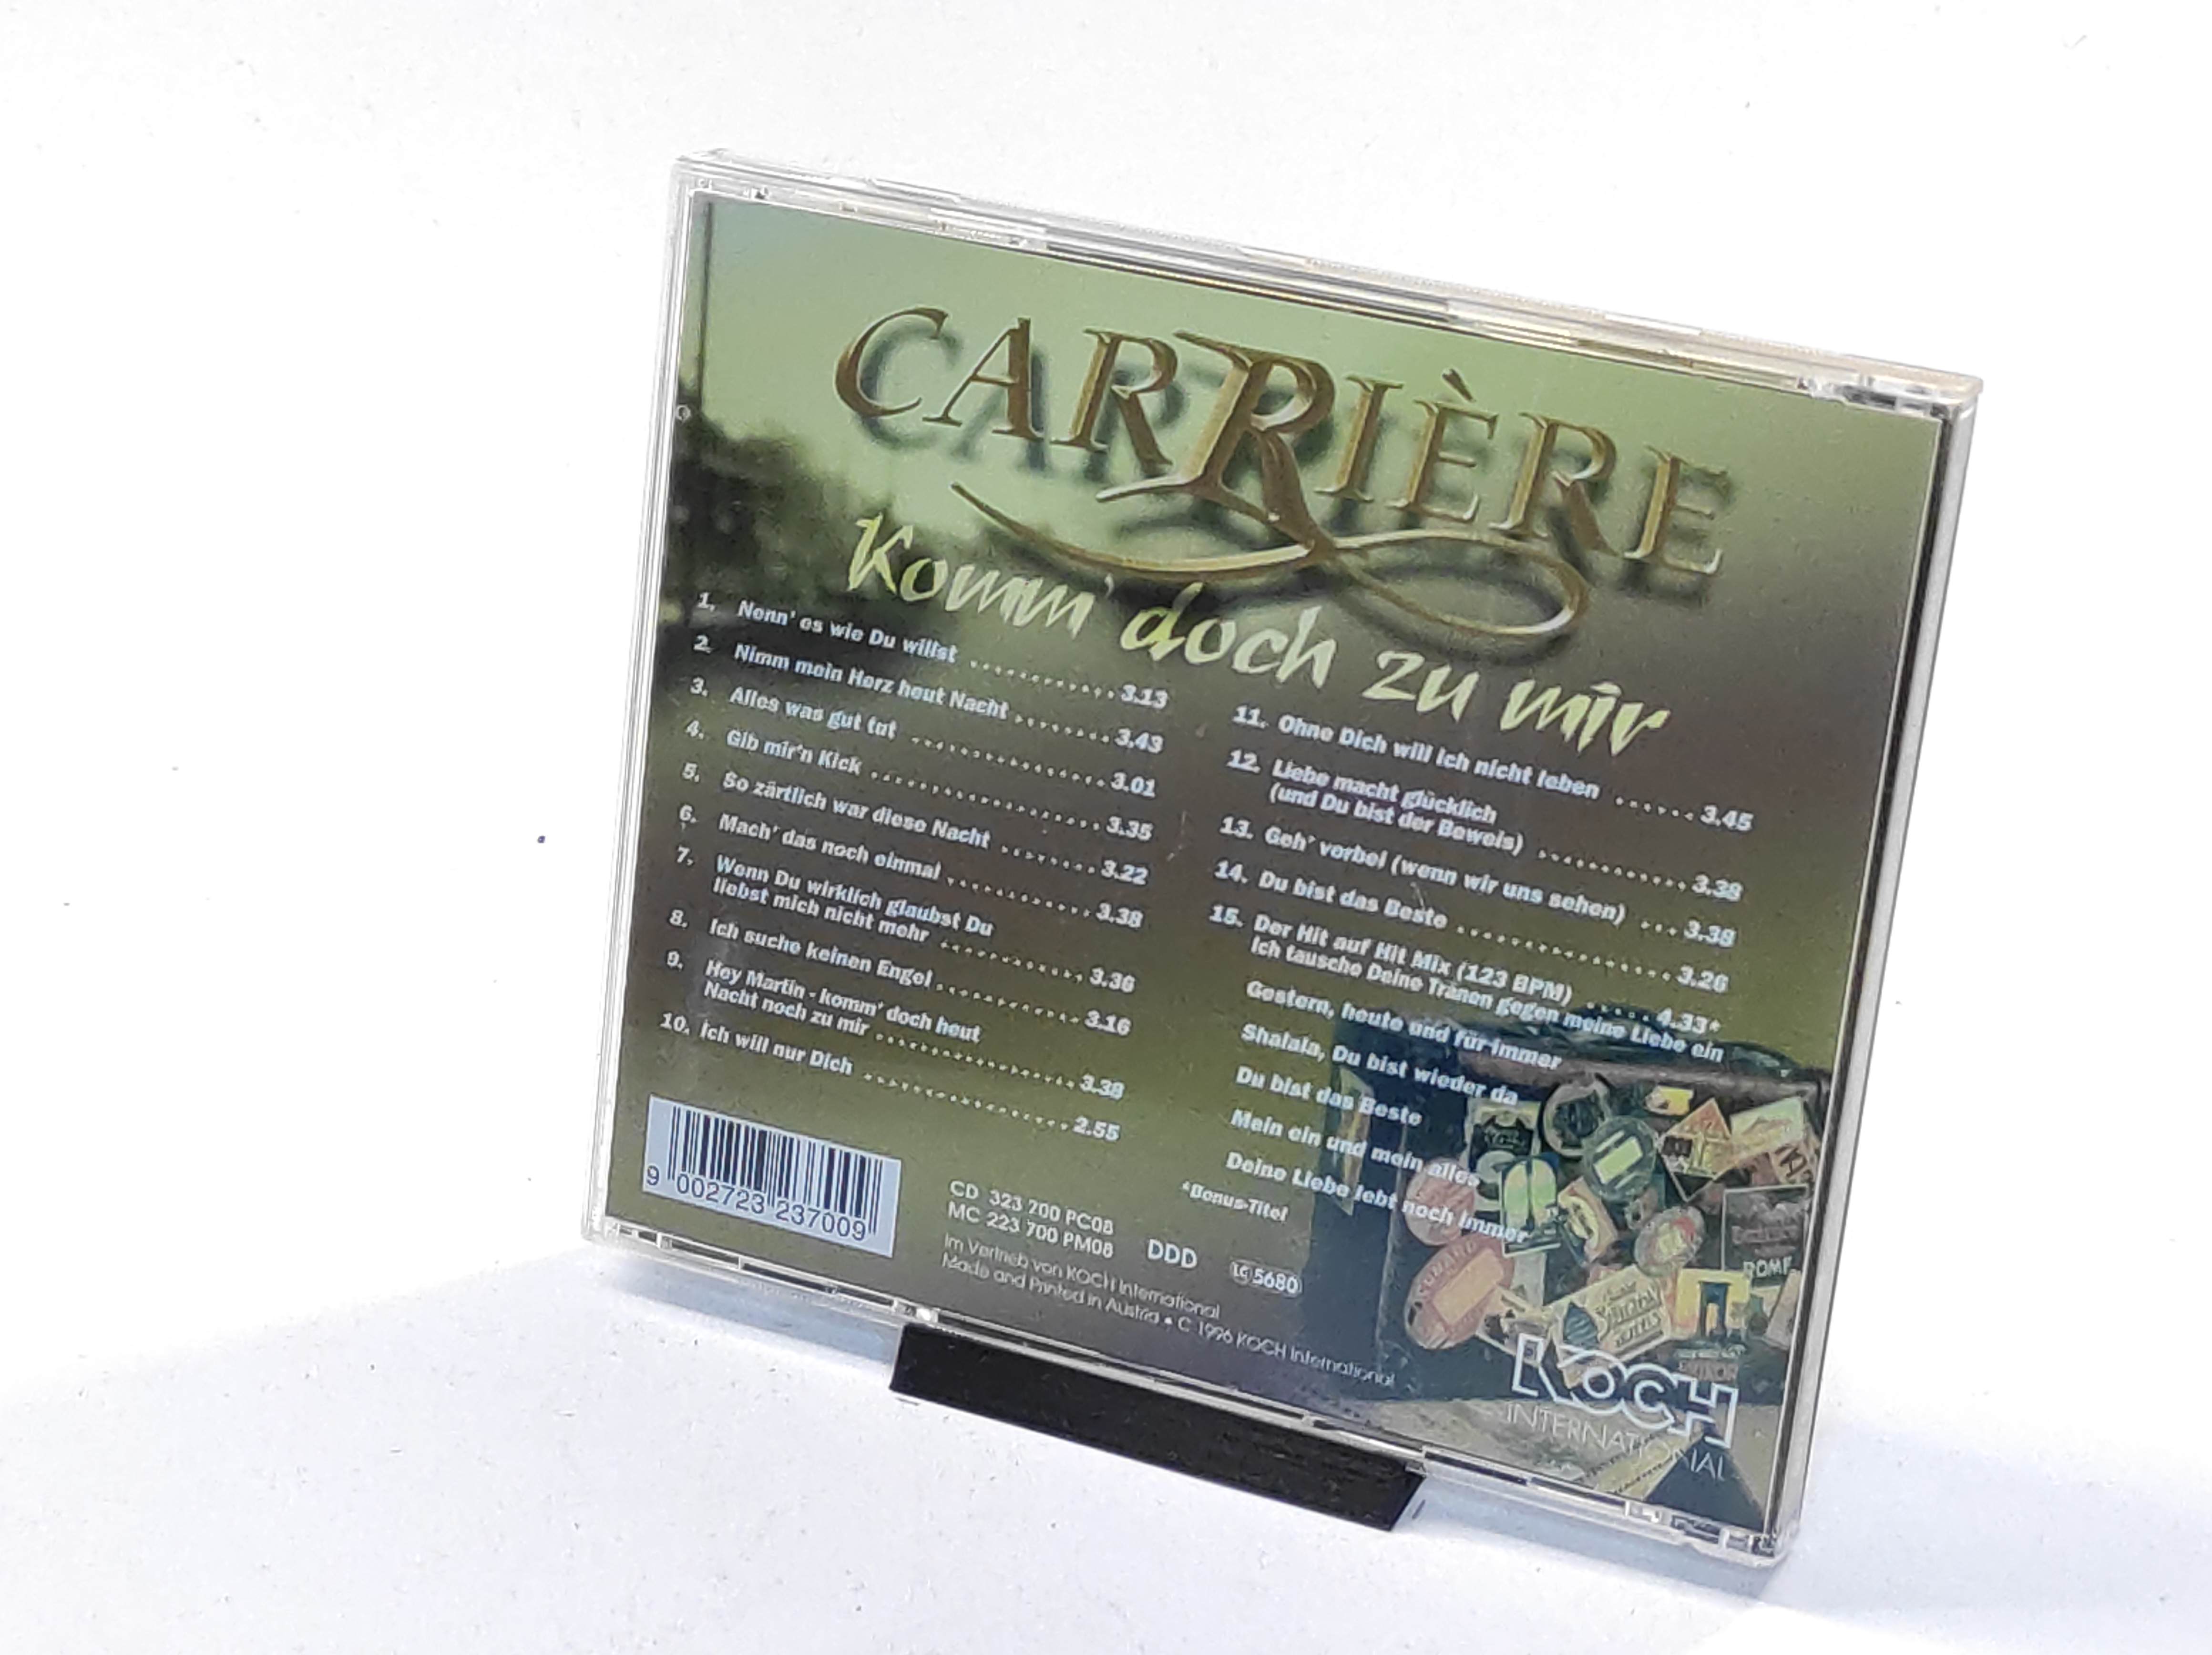 CARRIÈRE
Komm' doch zu mir
1. Nenn' es wie Du willst ............ 3.13
2. Nimm mein Herz heut Nacht ........ 3.43
3. Alles was gut tut ............ 3.01
4. Gib mir'n Kick ............ 3.35
5. So zärtlich war diese Nacht ........ 3.22
6. Mach' das noch einmal ............ 3.38
7. Wenn Du wirklich glaubst Du
liebst mich nicht mehr ............ 3.36
8. Ich suche keinen Engel ............ 3.16
9. Hey Martin - komm' doch heut
Nacht noch zu mir ............ 3.38
10. Ich will nur Dich ............ 2.55
11. Ohne Dich will ich nicht leben ....... 3.45
12. Liebe macht glücklich
(und Du bist der Beweis) ............ 3.38
13. Geh' vorbei (wenn wir uns sehen) ... 3.38
14. Du bist das Beste ............ 3.26
15. Der Hit auf Hit Mix (123 BPM) ..... 4.33*
Ich tausche Deine Tränen gegen meine Liebe ein
Gestern, heute und für immer
Shalala, Du bist wieder da
Du bist das Beste
Mein ein und mein alles
Deine Liebe lebt noch immer
*Bonus-Titel
9 002723 237009
CD 323 700 PC08
MC 223 700 PM08
DDD
LC 5680
Im Vertrieb von KOCH International
Made and Printed in Austria • C 1996 KOCH International
ROME
KOCH
INTERNATIONAL